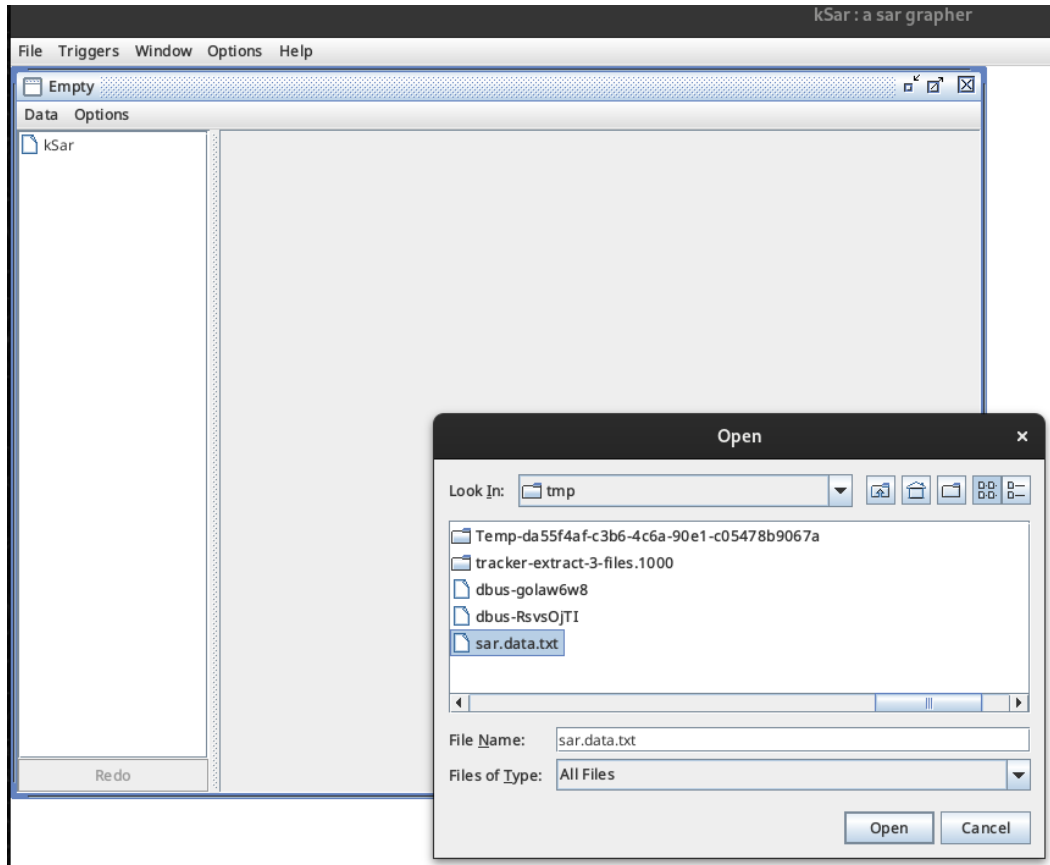 kSar : a sar grapher
File Triggers Window Options Help
Empty
Data Options
kSar
Redo
Open
Look In: tmp
Temp-da55f4af-c3b6-4c6a-90e1-c05478b9067a
tracker-extract-3-files.1000
dbus-golaw6w8
dbus-RsvsOjTI
sar.data.txt
File Name: sar.data.txt
Files of Type: All Files
Open Cancel